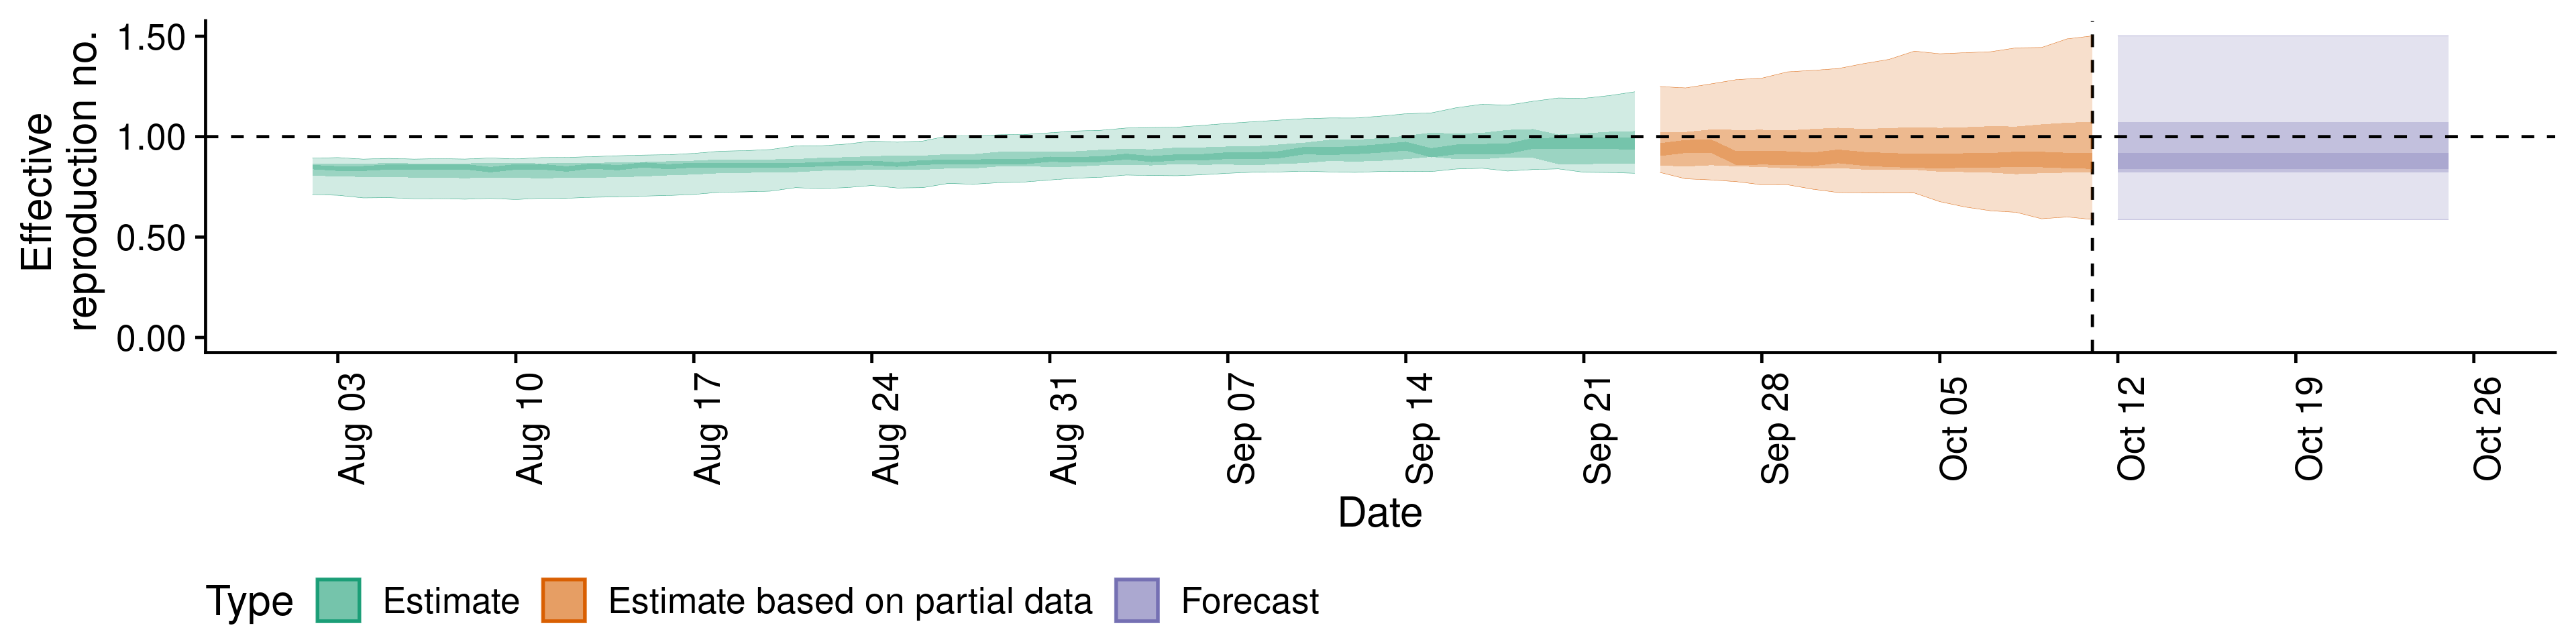 Effective
reproduction no.
1.50
1.00
0.50
0.00
Aug 03
Aug 10
Aug 17
Aug 24
Aug 31
Sep 07
Sep 14
Sep 21
Sep 28
Oct 05
Oct 12
Oct 19
Oct 26
Date
Type Estimate Estimate based on partial data Forecast